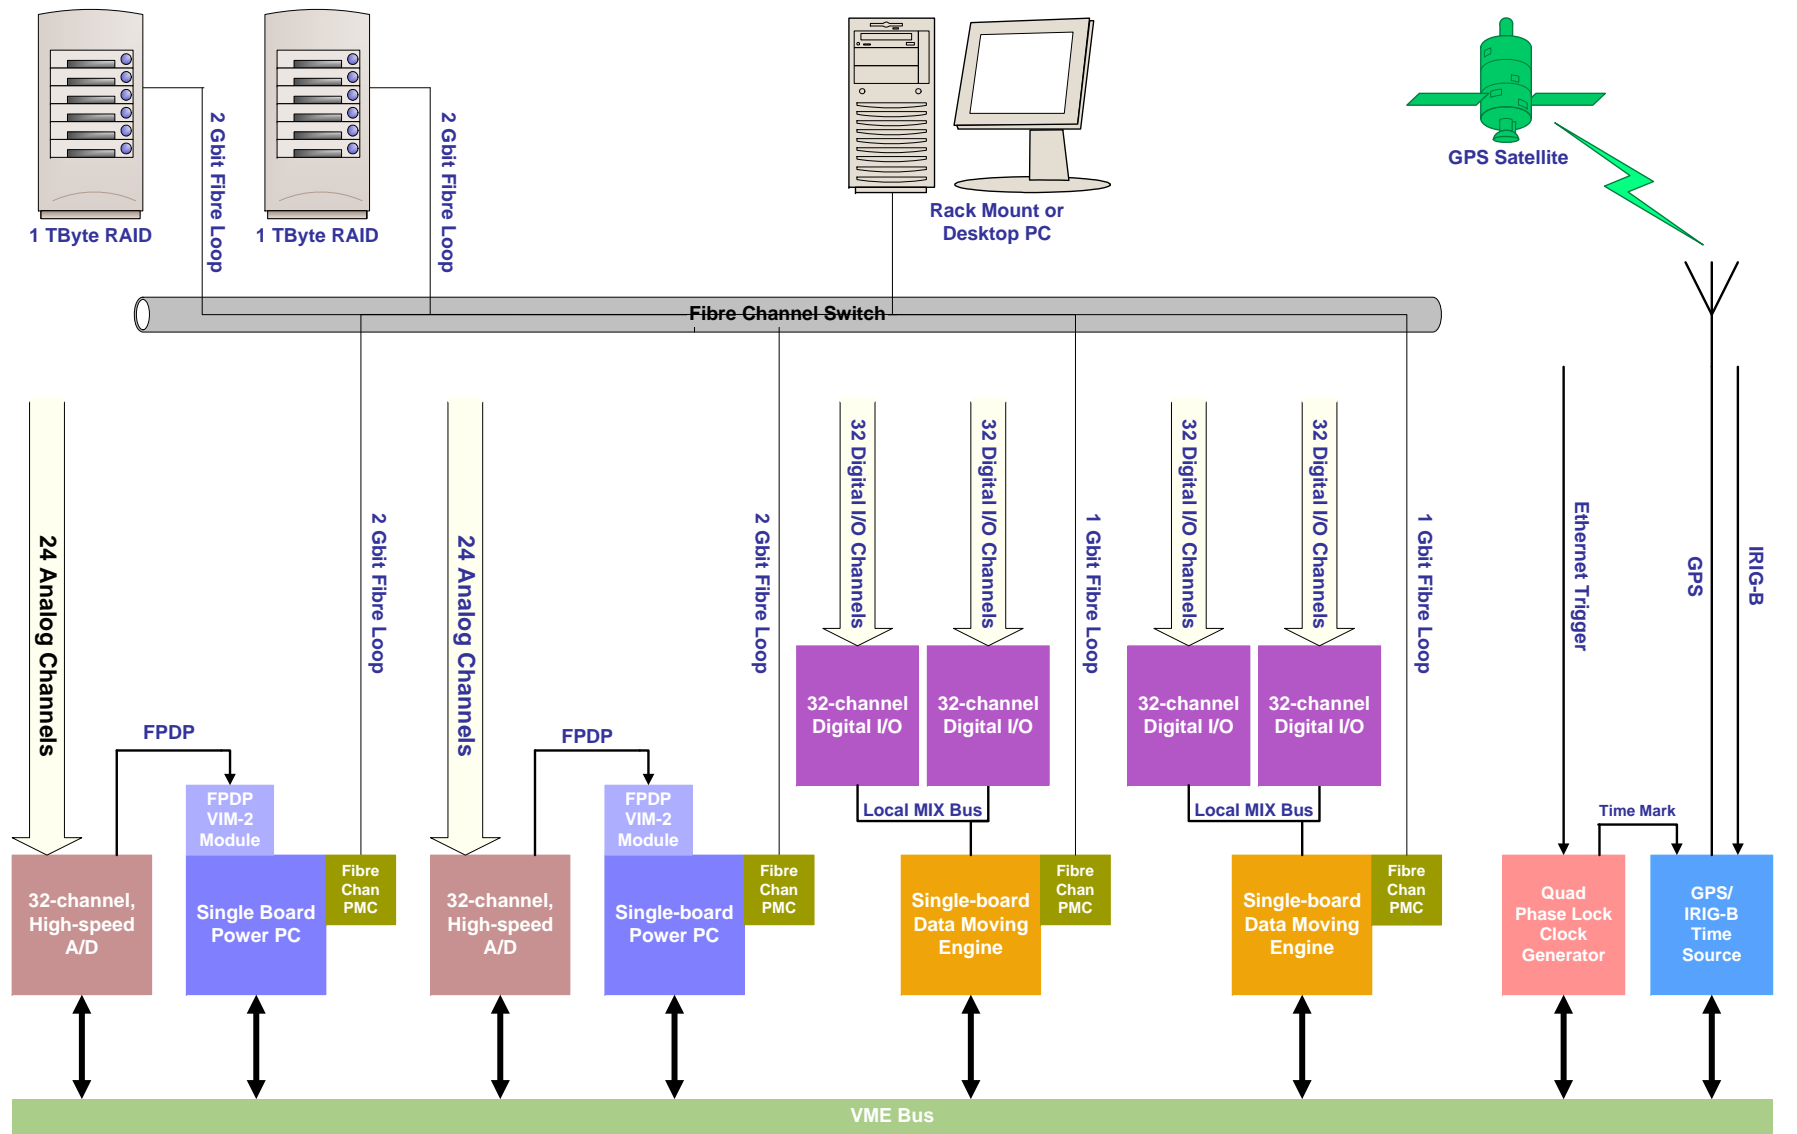 2 Gbit Fibre Loop
2 Gbit Fibre Loop
1 TByte RAID
1 TByte RAID
Rack Mount or
Desktop PC
GPS Satellite
Fibre Channel Switch
24 Analog Channels
2 Gbit Fibre Loop
24 Analog Channels
2 Gbit Fibre Loop
32 Digital I/O Channels
32 Digital I/O Channels
1 Gbit Fibre Loop
32 Digital I/O Channels
32 Digital I/O Channels
1 Gbit Fibre Loop
Ethernet Trigger
GPS
IRIG-B
FPDP
FPDP
32-channel
Digital I/O
32-channel
Digital I/O
32-channel
Digital I/O
32-channel
Digital I/O
FPDP
VIM-2
Module
FPDP
VIM-2
Module
Local MIX Bus
Local MIX Bus
Time Mark
32-channel,
High-speed
A/D
Single Board
Power PC
Fibre
Chan
PMC
32-channel,
High-speed
A/D
Single-board
Power PC
Fibre
Chan
PMC
Single-board
Data Moving
Engine
Fibre
Chan
PMC
Single-board
Data Moving
Engine
Fibre
Chan
PMC
Quad
Phase Lock
Clock
Generator
GPS/
IRIG-B
Time
Source
VME Bus